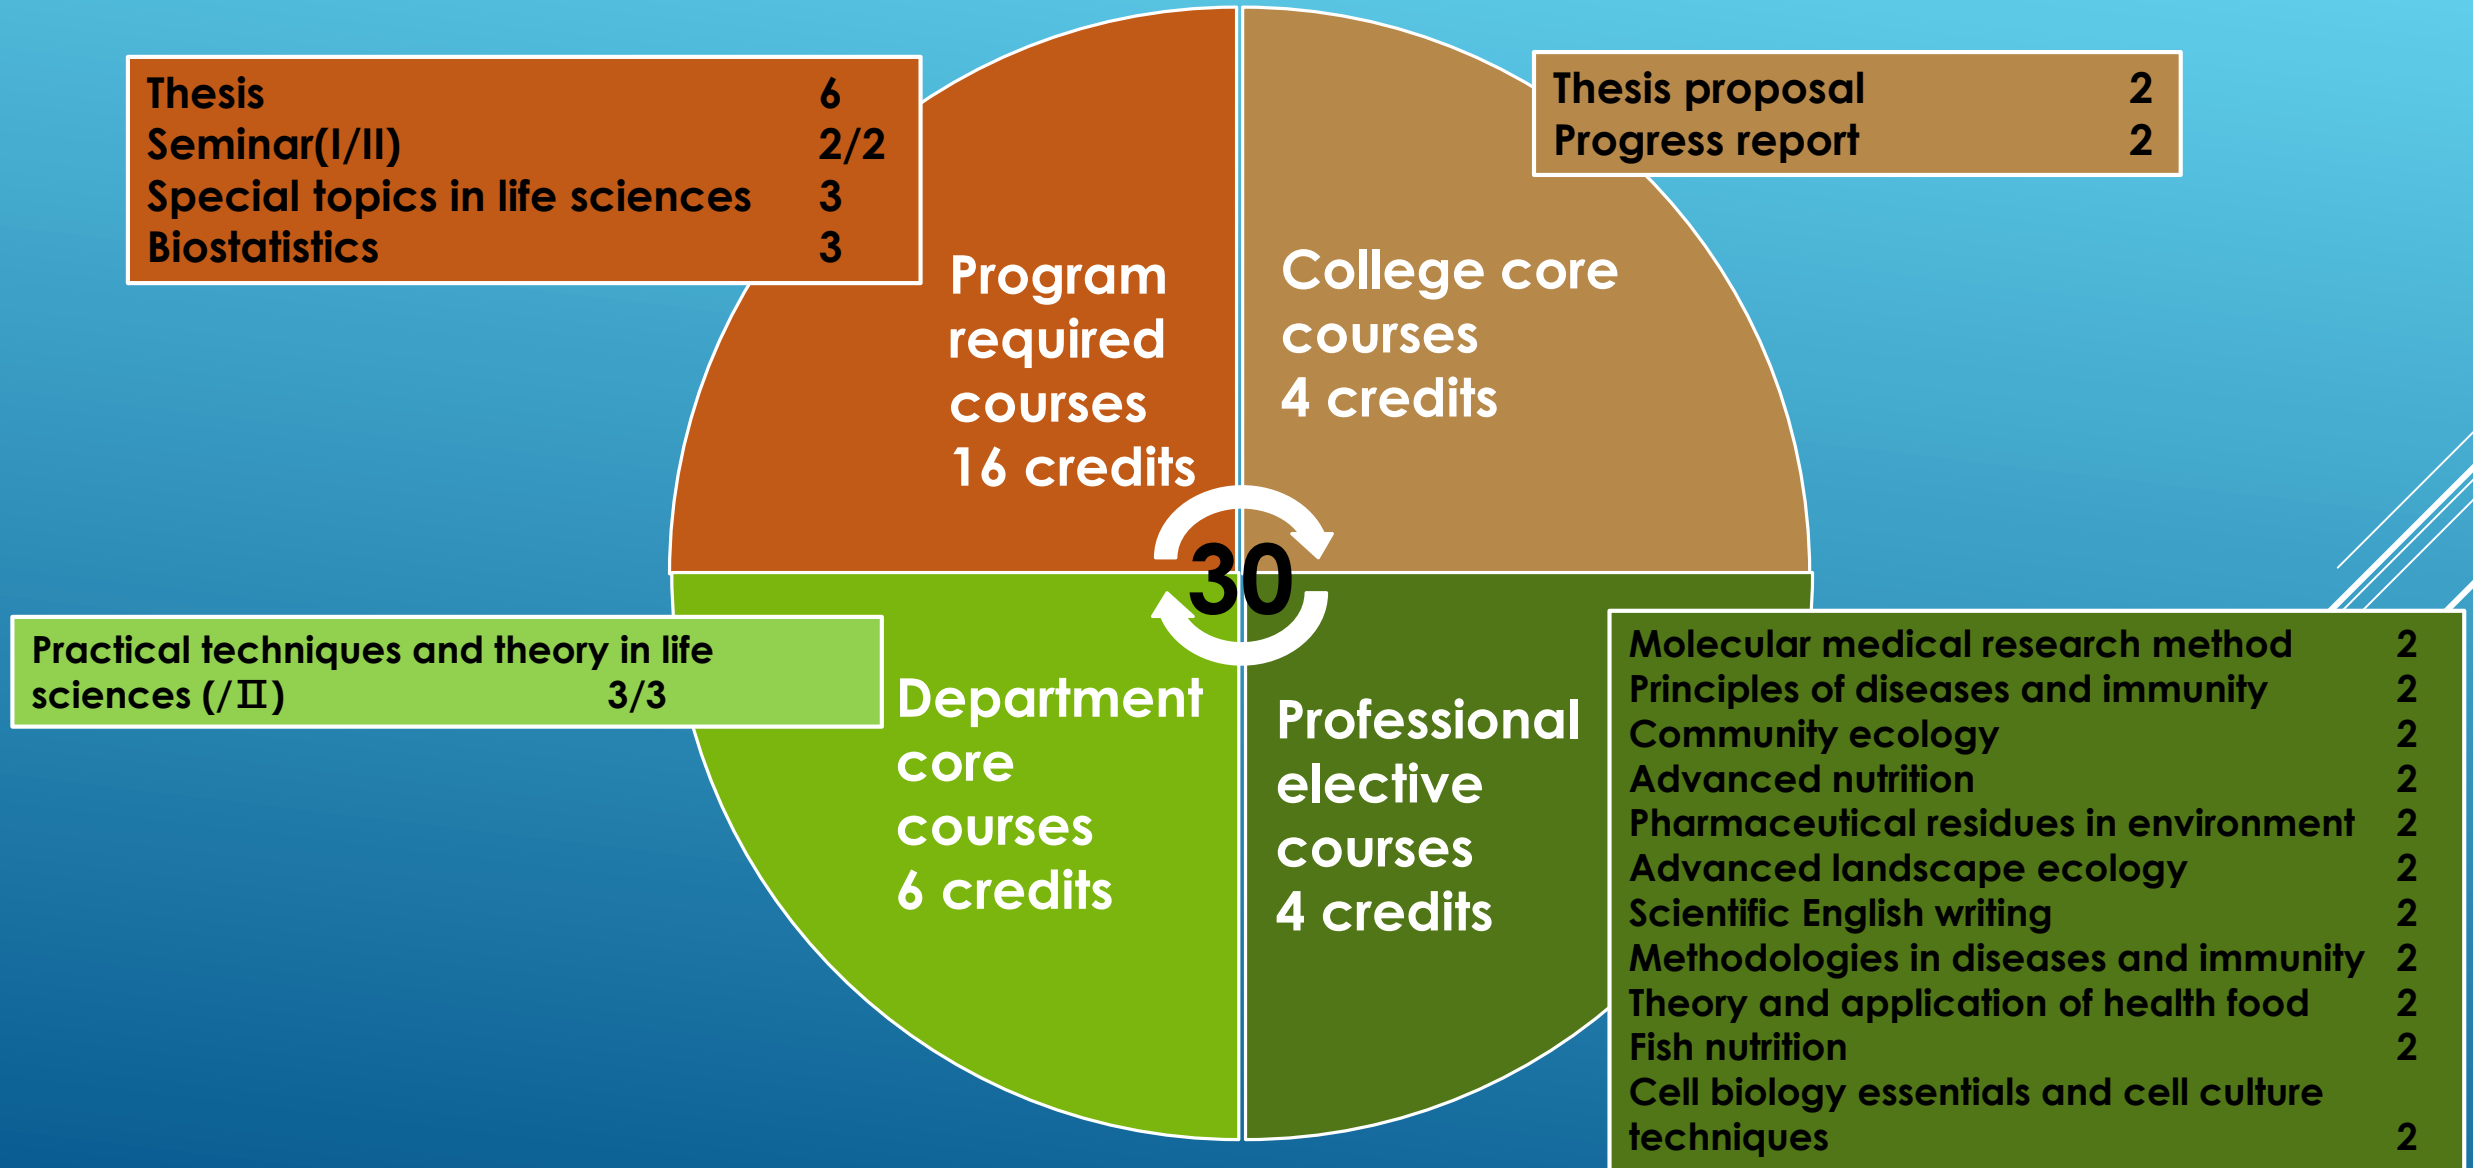 Thesis 6
Seminar(I/II) 2/2
Special topics in life sciences 3
Biostatistics 3
Thesis proposal 2
Progress report 2
Program
required
courses
16 credits
College core
courses
4 credits
30
Practical techniques and theory in life
sciences (/Ⅱ) 3/3
Department
core
courses
6 credits
Professional
elective
courses
4 credits
Molecular medical research method 2
Principles of diseases and immunity 2
Community ecology 2
Advanced nutrition 2
Pharmaceutical residues in environment 2
Advanced landscape ecology 2
Scientific English writing 2
Methodologies in diseases and immunity 2
Theory and application of health food 2
Fish nutrition 2
Cell biology essentials and cell culture
techniques 2